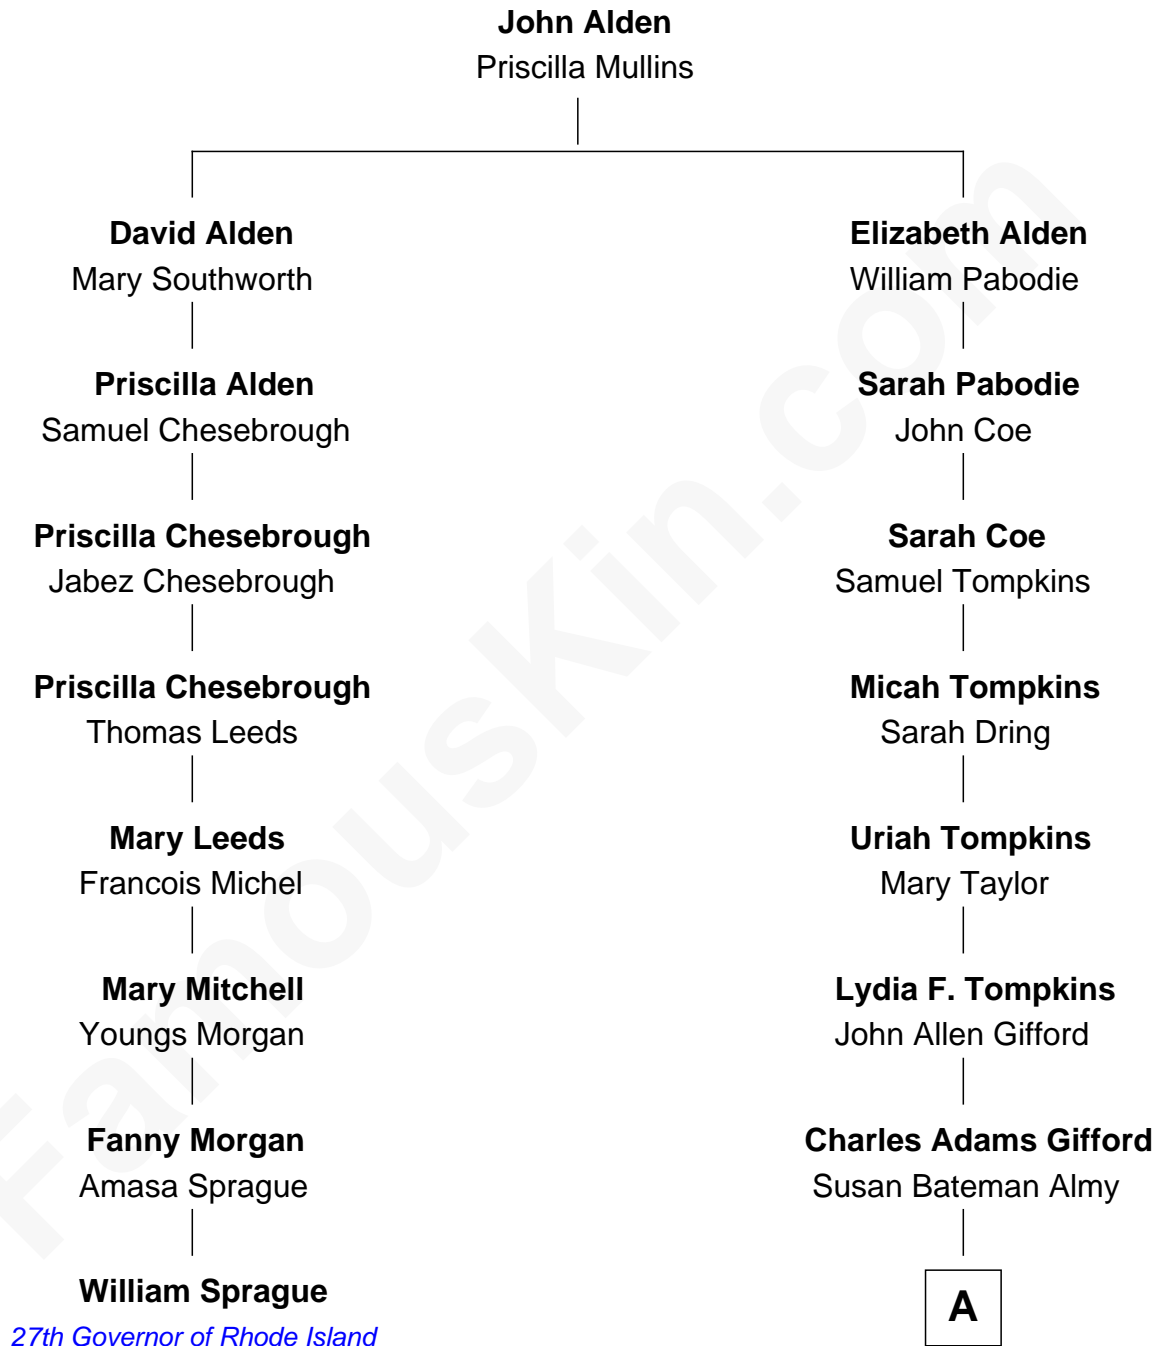 John Alden
Priscilla Mullins
David Alden
Mary Southworth
Elizabeth Alden
William Pabodie
Priscilla Alden
Samuel Chesebrough
Sarah Pabodie
John Coe
Priscilla Chesebrough
Jabez Chesebrough
Sarah Coe
Samuel Tompkins
Priscilla Chesebrough
Thomas Leeds
Micah Tompkins
Sarah Dring
Mary Leeds
Francois Michel
Uriah Tompkins
Mary Taylor
Mary Mitchell
Youngs Morgan
Lydia F. Tompkins
John Allen Gifford
Fanny Morgan
Amasa Sprague
Charles Adams Gifford
Susan Bateman Almy
William Sprague
27th Governor of Rhode Island
A
FamousKin.com